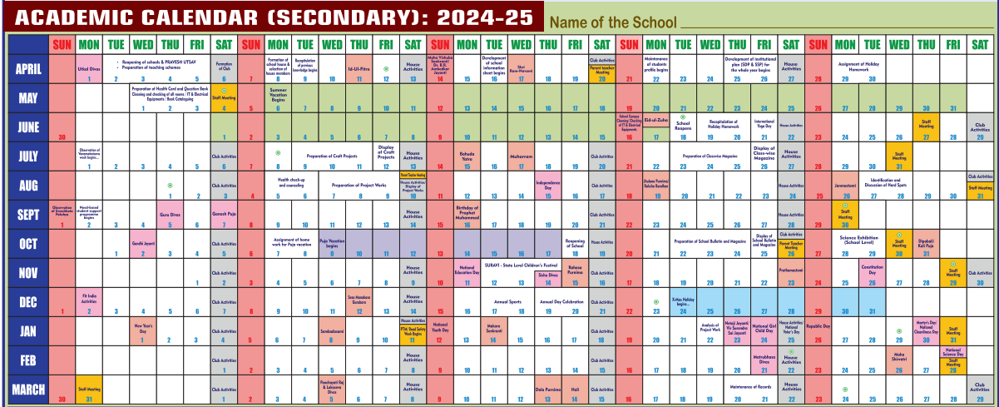 ACADEMIC CALENDAR (SECONDARY): 2024-25
Name of the School
SUN MON TUE WED THU FRI SAT SUN MON TUE WED THU FRI SAT SUN MON TUE WED THU FRI SAT SUN MON TUE WED THU FRI SAT SUN MON TUE WED THU FRI SAT
APRIL
Utkal Divas
1
• Reopening of schools & PRAVESH UTSAV
• Preparation of teaching schemes
2 3 4 5
Formation of Club
6
7
Formation of school house & selection of house members
8
Recapitulation of previous knowledge begins
9
10
Id-Ul-Fitre
11
12
House Activities
13
Maha Vishuba Sankranti/ Dr. B.R. Ambedkar Jayanti
14
15
Development of school information sheet begins
16
Shri Ram-Navami
17
18 19
Club Activities
Parent teacher Meeting
20
21
Maintenance of students profile begins
22
23 24
Development of institutional plan (SDP & SSP) for the whole year begins
25 26
House Activities
27
28
Assignment of Holiday Homework
29 30
MAY
Preparation of Health Card and Question Bank
Cleaning and checking of all rooms / IT & Electrical Equipments / Book Cataloguing
1 2 3
Staff Meeting
4
5
Summer Vacation Begins
6
7 8 9 10 11 12 13 14 15 16 17 18 19 20 21 22 23 24 25 26 27 28 29 30 31
JUNE
30
1 2 3 4 5 6 7 8 9 10 11 12 13 14 15
School Campus Cleaning/ Checking of IT & Electrical Equipments
16
Eid-ul-Zuha
17
School Reopens
18
Recapitulation of Holiday Homework
19 20
International Yoga Day
21
House Activities
22
23 24 25 26
Staff Meeting
27
28
Club Activities
29
JULY
Observation of Vanamahotsava week begins...
1
2 3 4 5
Club Activities
6
7
8
Preparation of Craft Projects
9 10 11
Display of Craft Projects
12
House Activities
13
14
Bahuda Yatra
15
16
Muharram
17
18 19
Club Activities
20
21
Preparation of Classwise Magazine
22 23 24 25
Display of Class-wise Magazine
26
House Activities
27
28 29 30
Staff Meeting
31
AUG
1 2
Club Activities
3
4
Health check-up and counseling
5 6
Preparation of Project Works
7 8 9
Parent Teacher Meeting
House Activities/ Display of Project Works
10
11 12 13 14
Independence Day
15
16
Club Activities
17
18
Jhulana Purnima/ Raksha Bandhan
19
20 21 22 23
House Activities
24
25
Janmastami
26
Identification and Discussion of Hard Spots
27 28 29 30
Club Activities
Staff Meeting
31
SEPT
1
Need-based student support programme begins
2
3 4
Guru Divas
5
6
Ganesh Puja
7
8 9 10 11 12 13
House Activities
14
15
Birthday of Prophet Muhammed
16
17 18 19 20
Club Activities
21
22 23 24 25 26 27
House Activities
28
29
Staff Meeting
30
OCT
1
Gandhi Jayanti
2
3 4
Club Activities
5
6
Assignment of home work for Puja vacation
7 8
Puja Vacation begins
9
10 11 12 13 14 15 16 17
Reopening of School
18
House Activities
19
20
Preparation of School Bulletin and Magazine
21 22 23 24
Display of School Bulletin and Magazine
25
Club Activities
Parent Teacher Meeting
26
27
Science Exhibition (School Level)
28 29
Staff Meeting
30
Dipabali Kali Puja
31
NOV
1
Club Activities
2
3 4 5 6 7 8
House Activities
9
10
National Education Day
11
SURAVI - State Level Children's Festival
12 13
Sishu Divas
14
Rahasa Purnima
15
Club Activities
16
17 18 19 20 21 22
Prathamastami
23
24 25
Constitution Day
26
27 28
Staff Meeting
29
Club Activities
30
DEC
1
Fit India Activities
2
3 4 5 6
Club Activities
7
8 9 10 11
Gurubara
12
13
House Activities
14
15 16
Annual Sports
17 18
Annual Day Celebration
19 20
Club Activities
21
22 23
X-Mas Holiday begins...
24
25 26 27 28 29 30 31
JAN
New Year's Day
1
2 3
Club Activities
4
5 6 7
Sambadasami
8
9 10
House Activities
PTM/ Road Safety Week Begins
11
National Youth Day
12
13
Makara Sankranti
14
15 16 17
Club Activities
18
19 20 21
Analysis of Project Work
22
Netaji Jayanti/ Vir Surendra Sai Jayanti
23
National Girl Child Day
24
House Activities/ National Voter's Day
25
Republic Day
26
27 28 29
Martyr's Day/ National Cleanliness Day
30
Staff Meeting
31
FEB
Club Activities
1
2 3 4 5 6 7
House Activities
8
9 10 11 12 13 14
Club Activities
15
16 17 18 19 20
Matrubhasa Divas
21
House Activities
22
23 24 25
Maha Shivratri
26
27
National Science Day
Staff Meeting
28
MARCH
30
Staff Meeting
31
Club Activities
1
2 3 4
Panchayati Raj & Lokasera Divas
5
6 7
House Activities
8
9 10 11 12
Dola Purnima
13
Holi
14
Club Activities
15
16 17 18 19
Maintenance of Records
20 21
House Activities
22
23 24 25 26 27 28
Club Activities
29